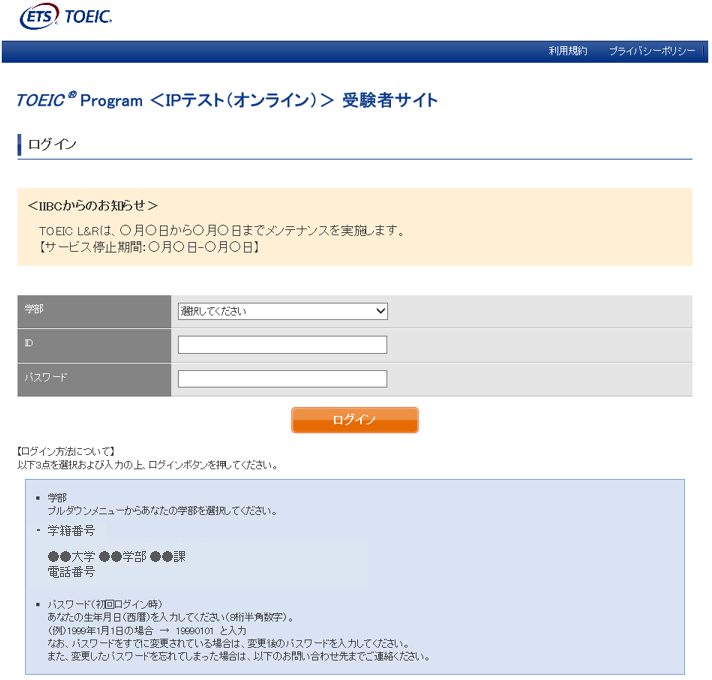 ETS TOEIC.
利用規約 プライバシーポリシー
TOEIC® Program ＜IPテスト（オンライン）＞ 受験者サイト
ログイン
＜IIBCからのお知らせ＞
TOEIC L&Rは、〇月〇日から〇月〇日までメンテナンスを実施します。
【サービス停止期間：〇月〇日-〇月〇日】
学部 選択してください
ID
パスワード
ログイン
【ログイン方法について】
以下3点を選択および入力の上、ログインボタンを押してください。
▪ 学部
プルダウンメニューからあなたの学部を選択してください。
- 学籍番号
●●大学 ●●学部 ●●課
電話番号
▪ パスワード（初回ログイン時）
あなたの生年月日（西暦）を入力してください（8桁半角数字）。
（例）1999年1月1日の場合 → 19990101 と入力
なお、パスワードをすでに変更されている場合は、変更後のパスワードを入力してください。
また、変更したパスワードを忘れてしまった場合は、以下のお問い合わせ先までご連絡ください。